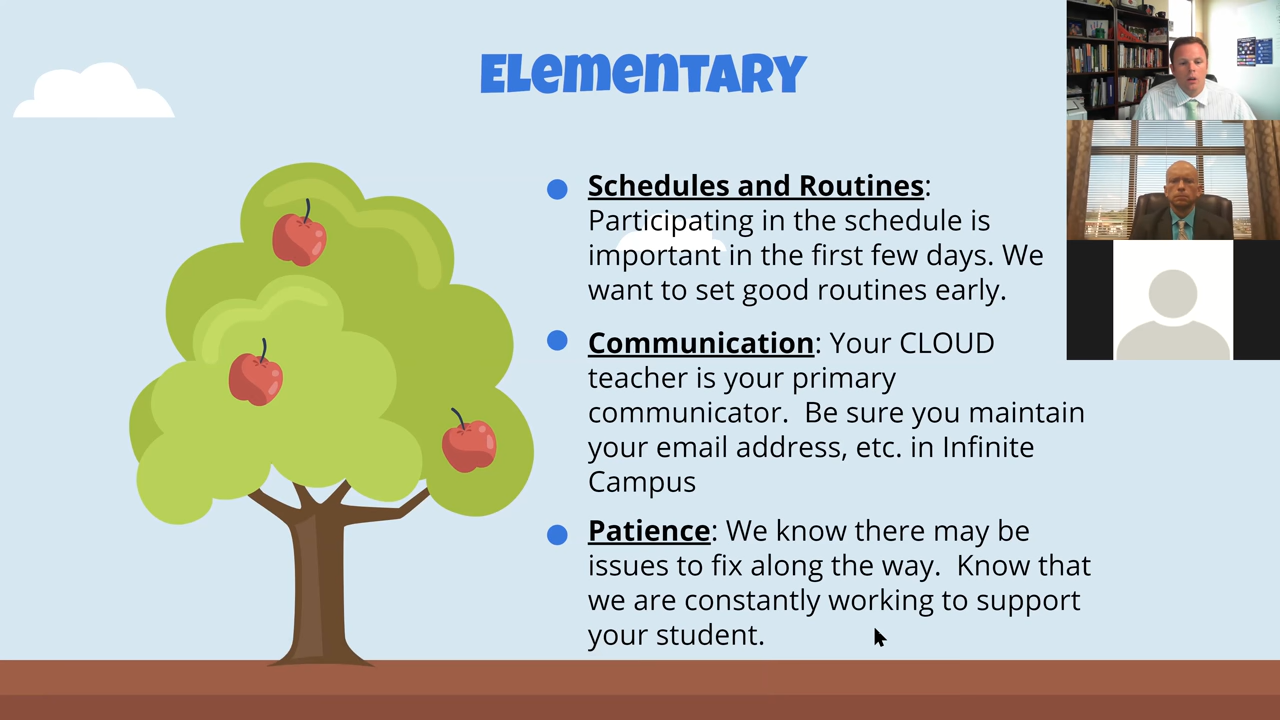 ELEMENTARY
Schedules and Routines:
Participating in the schedule is
important in the first few days. We
want to set good routines early.
Communication: Your CLOUD
teacher is your primary
communicator.  Be sure you maintain
your email address, etc. in Infinite
Campus
Patience: We know there may be
issues to fix along the way.  Know that
we are constantly working to support
your student.